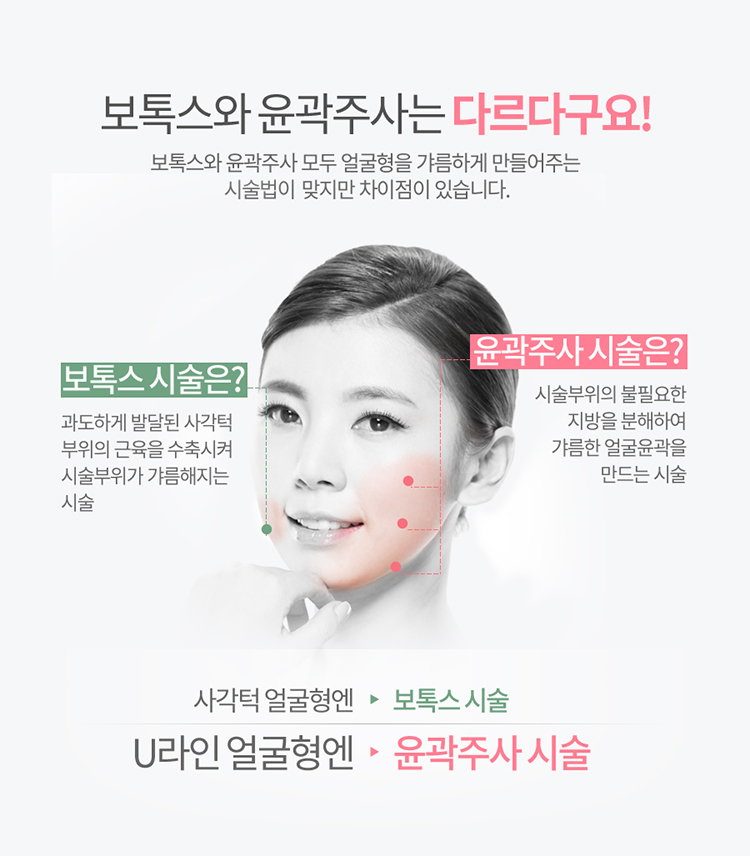 보톡스와 윤곽주사는 다르다구요!
보톡스와 윤곽주사 모두 얼굴형을 갸름하게 만들어주는
시술법이 맞지만 차이점이 있습니다.
보톡스 시술은?
과도하게 발달된 사각턱
부위의 근육을 수축시켜
시술부위가 갸름해지는
시술
윤곽주사 시술은?
시술부위의 불필요한
지방을 분해하여
갸름한 얼굴윤곽을
만드는 시술
사각턱 얼굴형엔 ▶ 보톡스 시술
U라인 얼굴형엔 ▶ 윤곽주사 시술